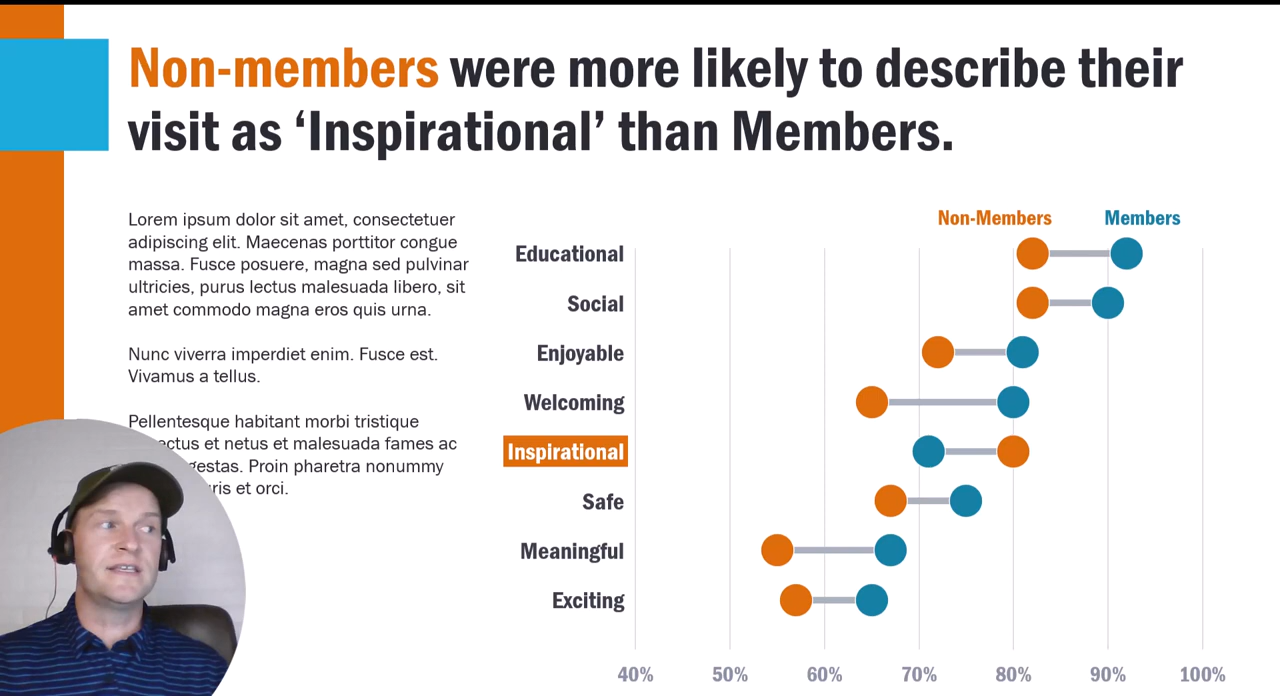 Non-members were more likely to describe their
visit as ‘Inspirational’ than Members.
Lorem ipsum dolor sit amet, consectetuer
adipiscing elit. Maecenas porttitor congue
massa. Fusce posuere, magna sed pulvinar
ultricies, purus lectus malesuada libero, sit
amet commodo magna eros quis urna.
Nunc viverra imperdiet enim. Fusce est.
Vivamus a tellus.
Pellentesque habitant morbi tristique
et netus et malesuada fames ac
Proin pharetra nonummy
et orci.
Non-Members Members
Educational
Social
Enjoyable
Welcoming
Inspirational
Safe
Meaningful
Exciting
40% 50% 60% 70% 80% 90% 100%